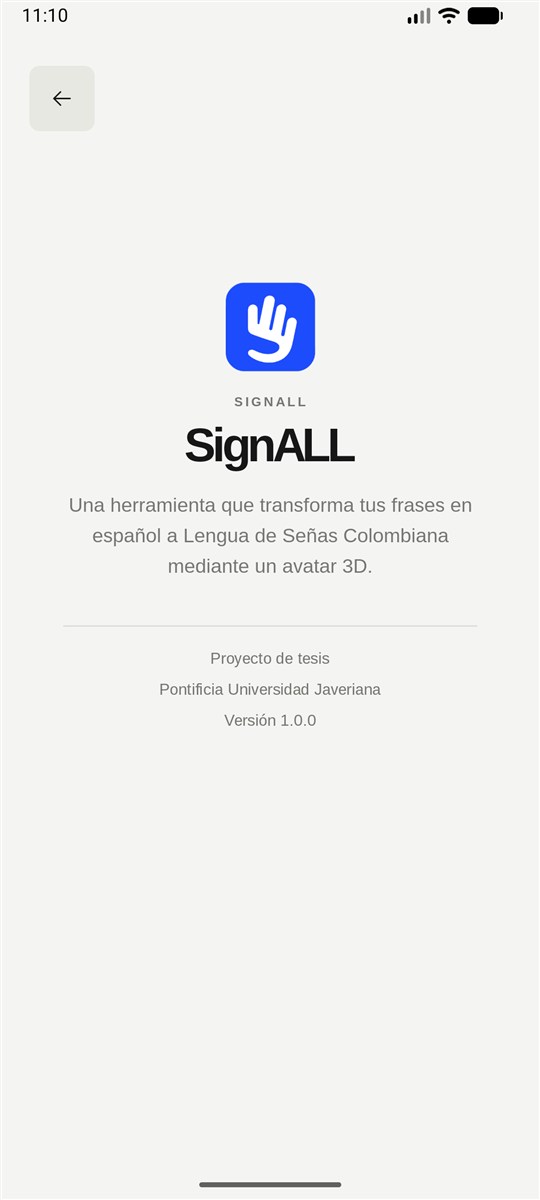 11:10
SIGNALL
SignALL
Una herramienta que transforma tus frases en
español a Lengua de Señas Colombiana
mediante un avatar 3D.
Proyecto de tesis
Pontificia Universidad Javeriana
Versión 1.0.0